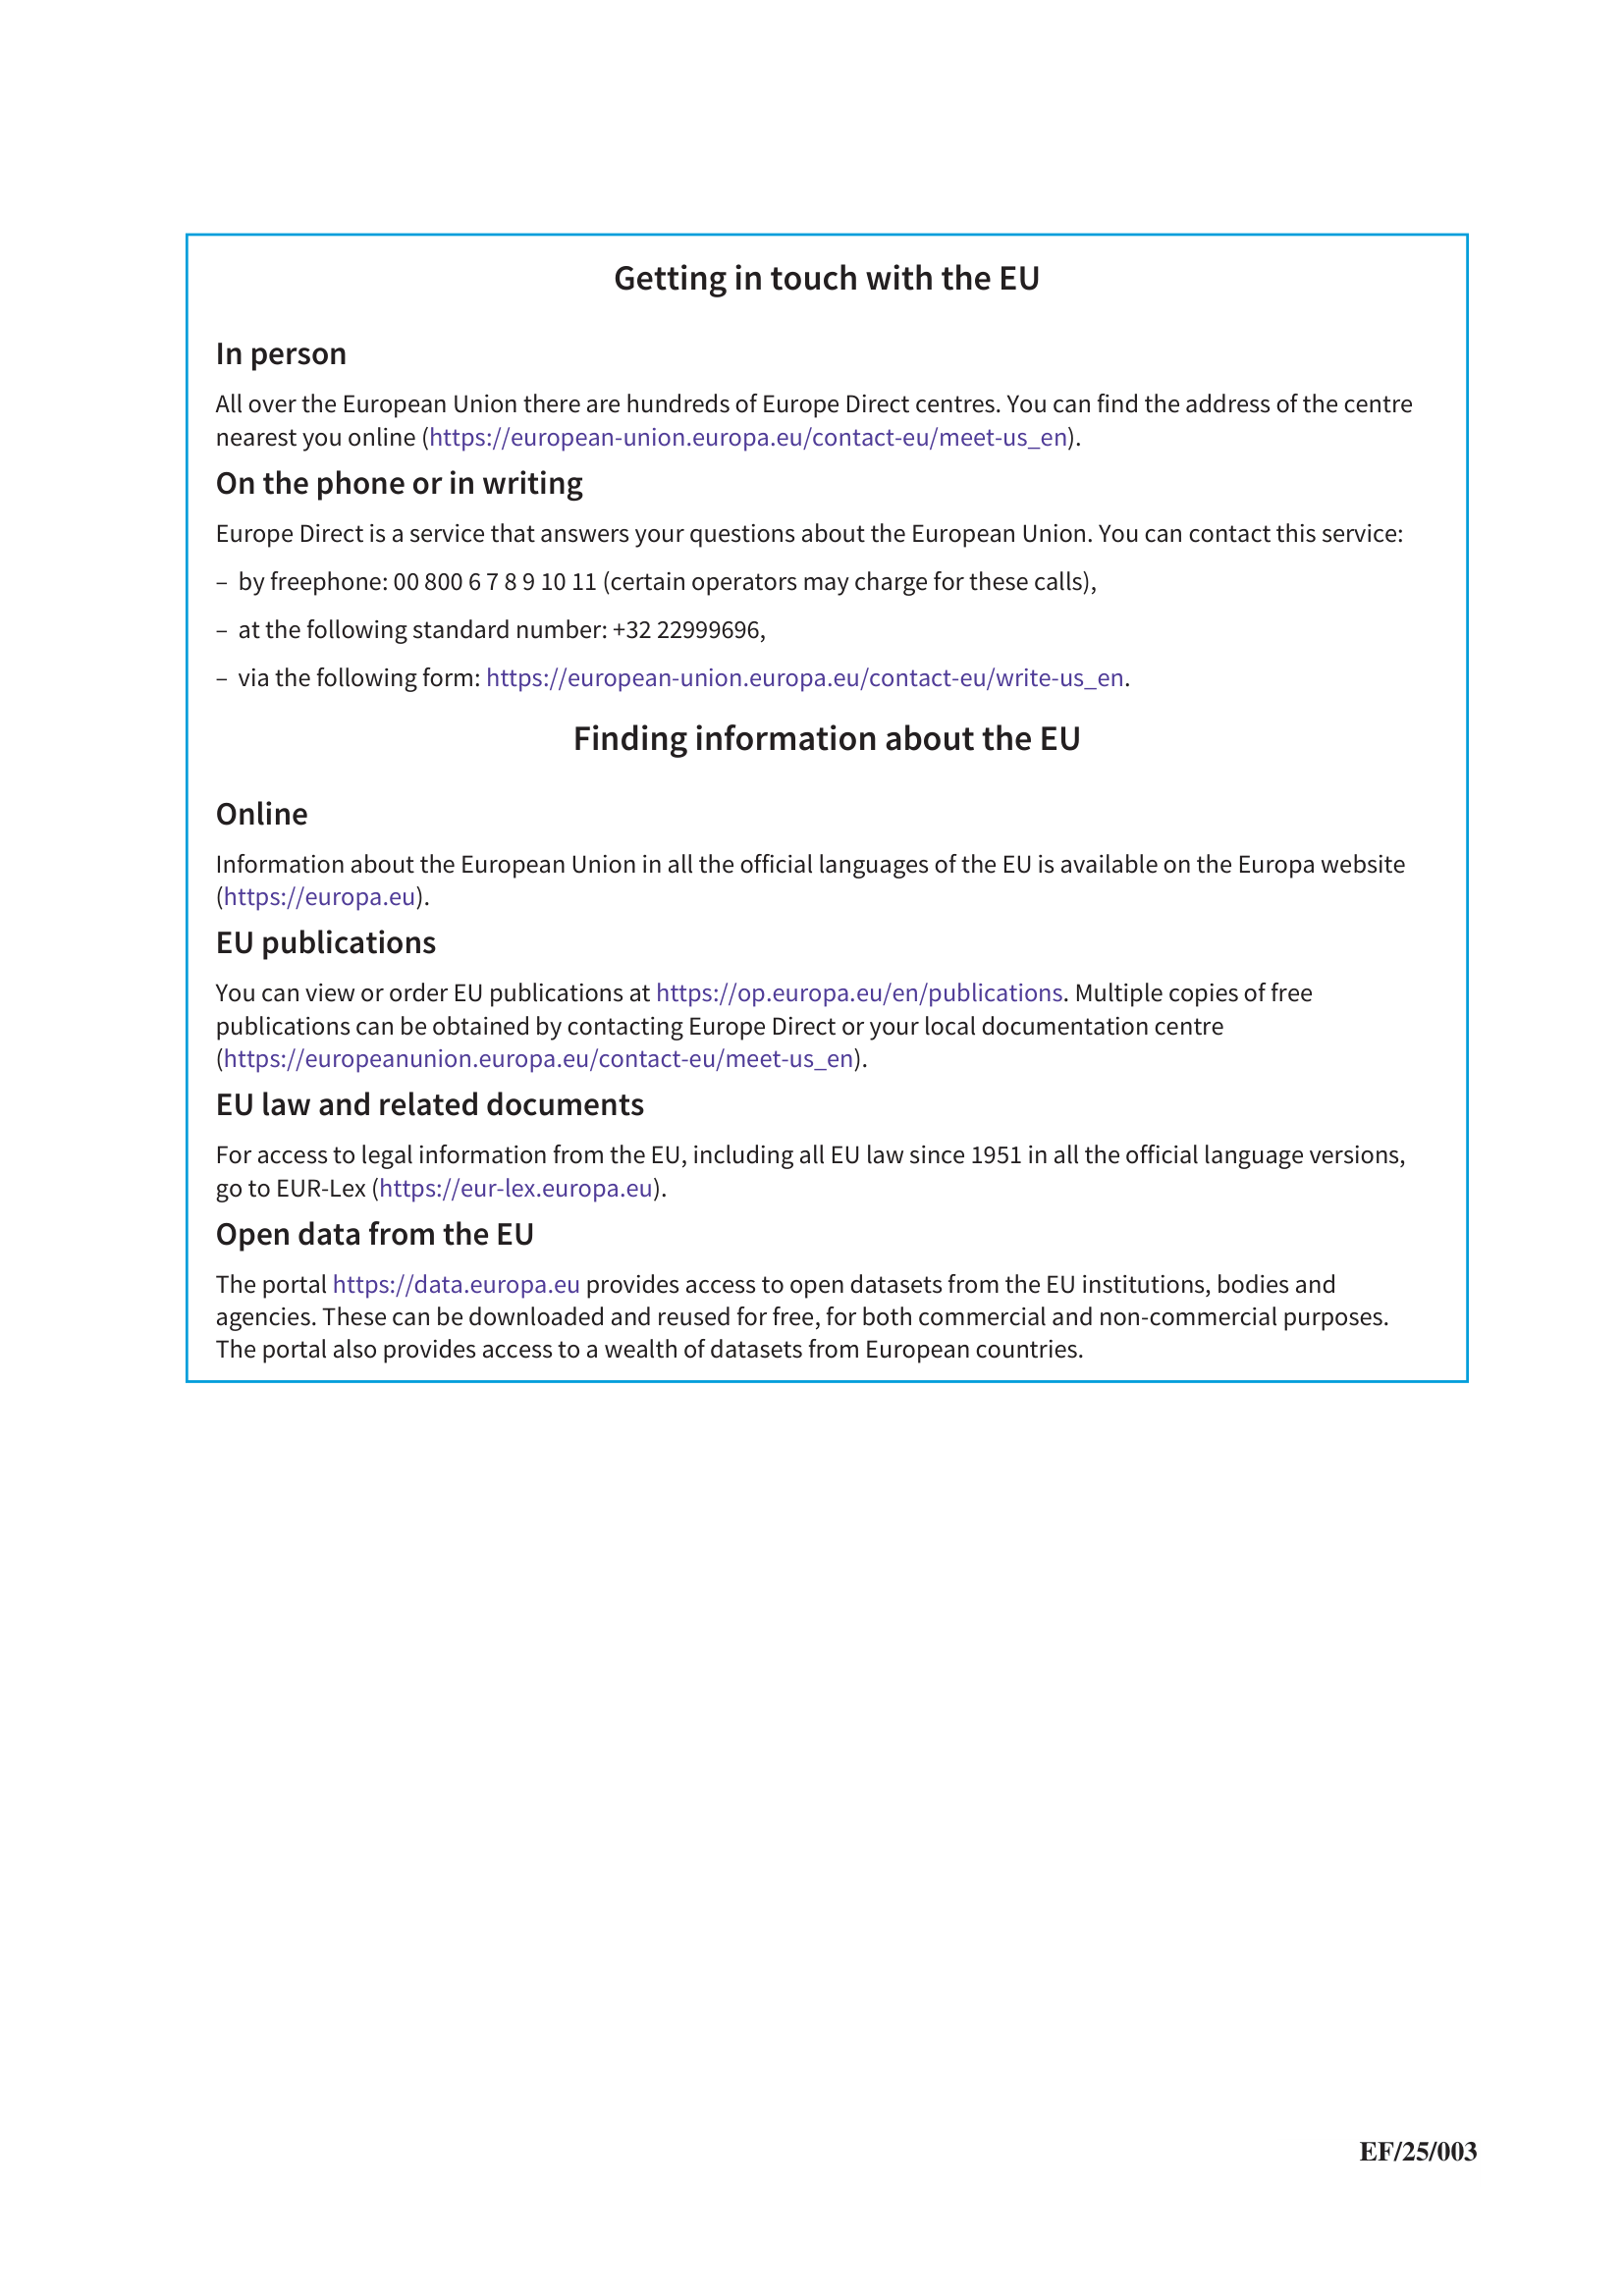 Getting in touch with the EU
In person
All over the European Union there are hundreds of Europe Direct centres. You can find the address of the centre
nearest you online (https://european-union.europa.eu/contact-eu/meet-us_en).
On the phone or in writing
Europe Direct is a service that answers your questions about the European Union. You can contact this service:
– by freephone: 00 800 6 7 8 9 10 11 (certain operators may charge for these calls),
– at the following standard number: +32 22999696,
– via the following form: https://european-union.europa.eu/contact-eu/write-us_en.
Finding information about the EU
Online
Information about the European Union in all the official languages of the EU is available on the Europa website
(https://europa.eu).
EU publications
You can view or order EU publications at https://op.europa.eu/en/publications. Multiple copies of free
publications can be obtained by contacting Europe Direct or your local documentation centre
(https://europeanunion.europa.eu/contact-eu/meet-us_en).
EU law and related documents
For access to legal information from the EU, including all EU law since 1951 in all the official language versions,
go to EUR-Lex (https://eur-lex.europa.eu).
Open data from the EU
The portal https://data.europa.eu provides access to open datasets from the EU institutions, bodies and
agencies. These can be downloaded and reused for free, for both commercial and non-commercial purposes.
The portal also provides access to a wealth of datasets from European countries.
EF/25/003